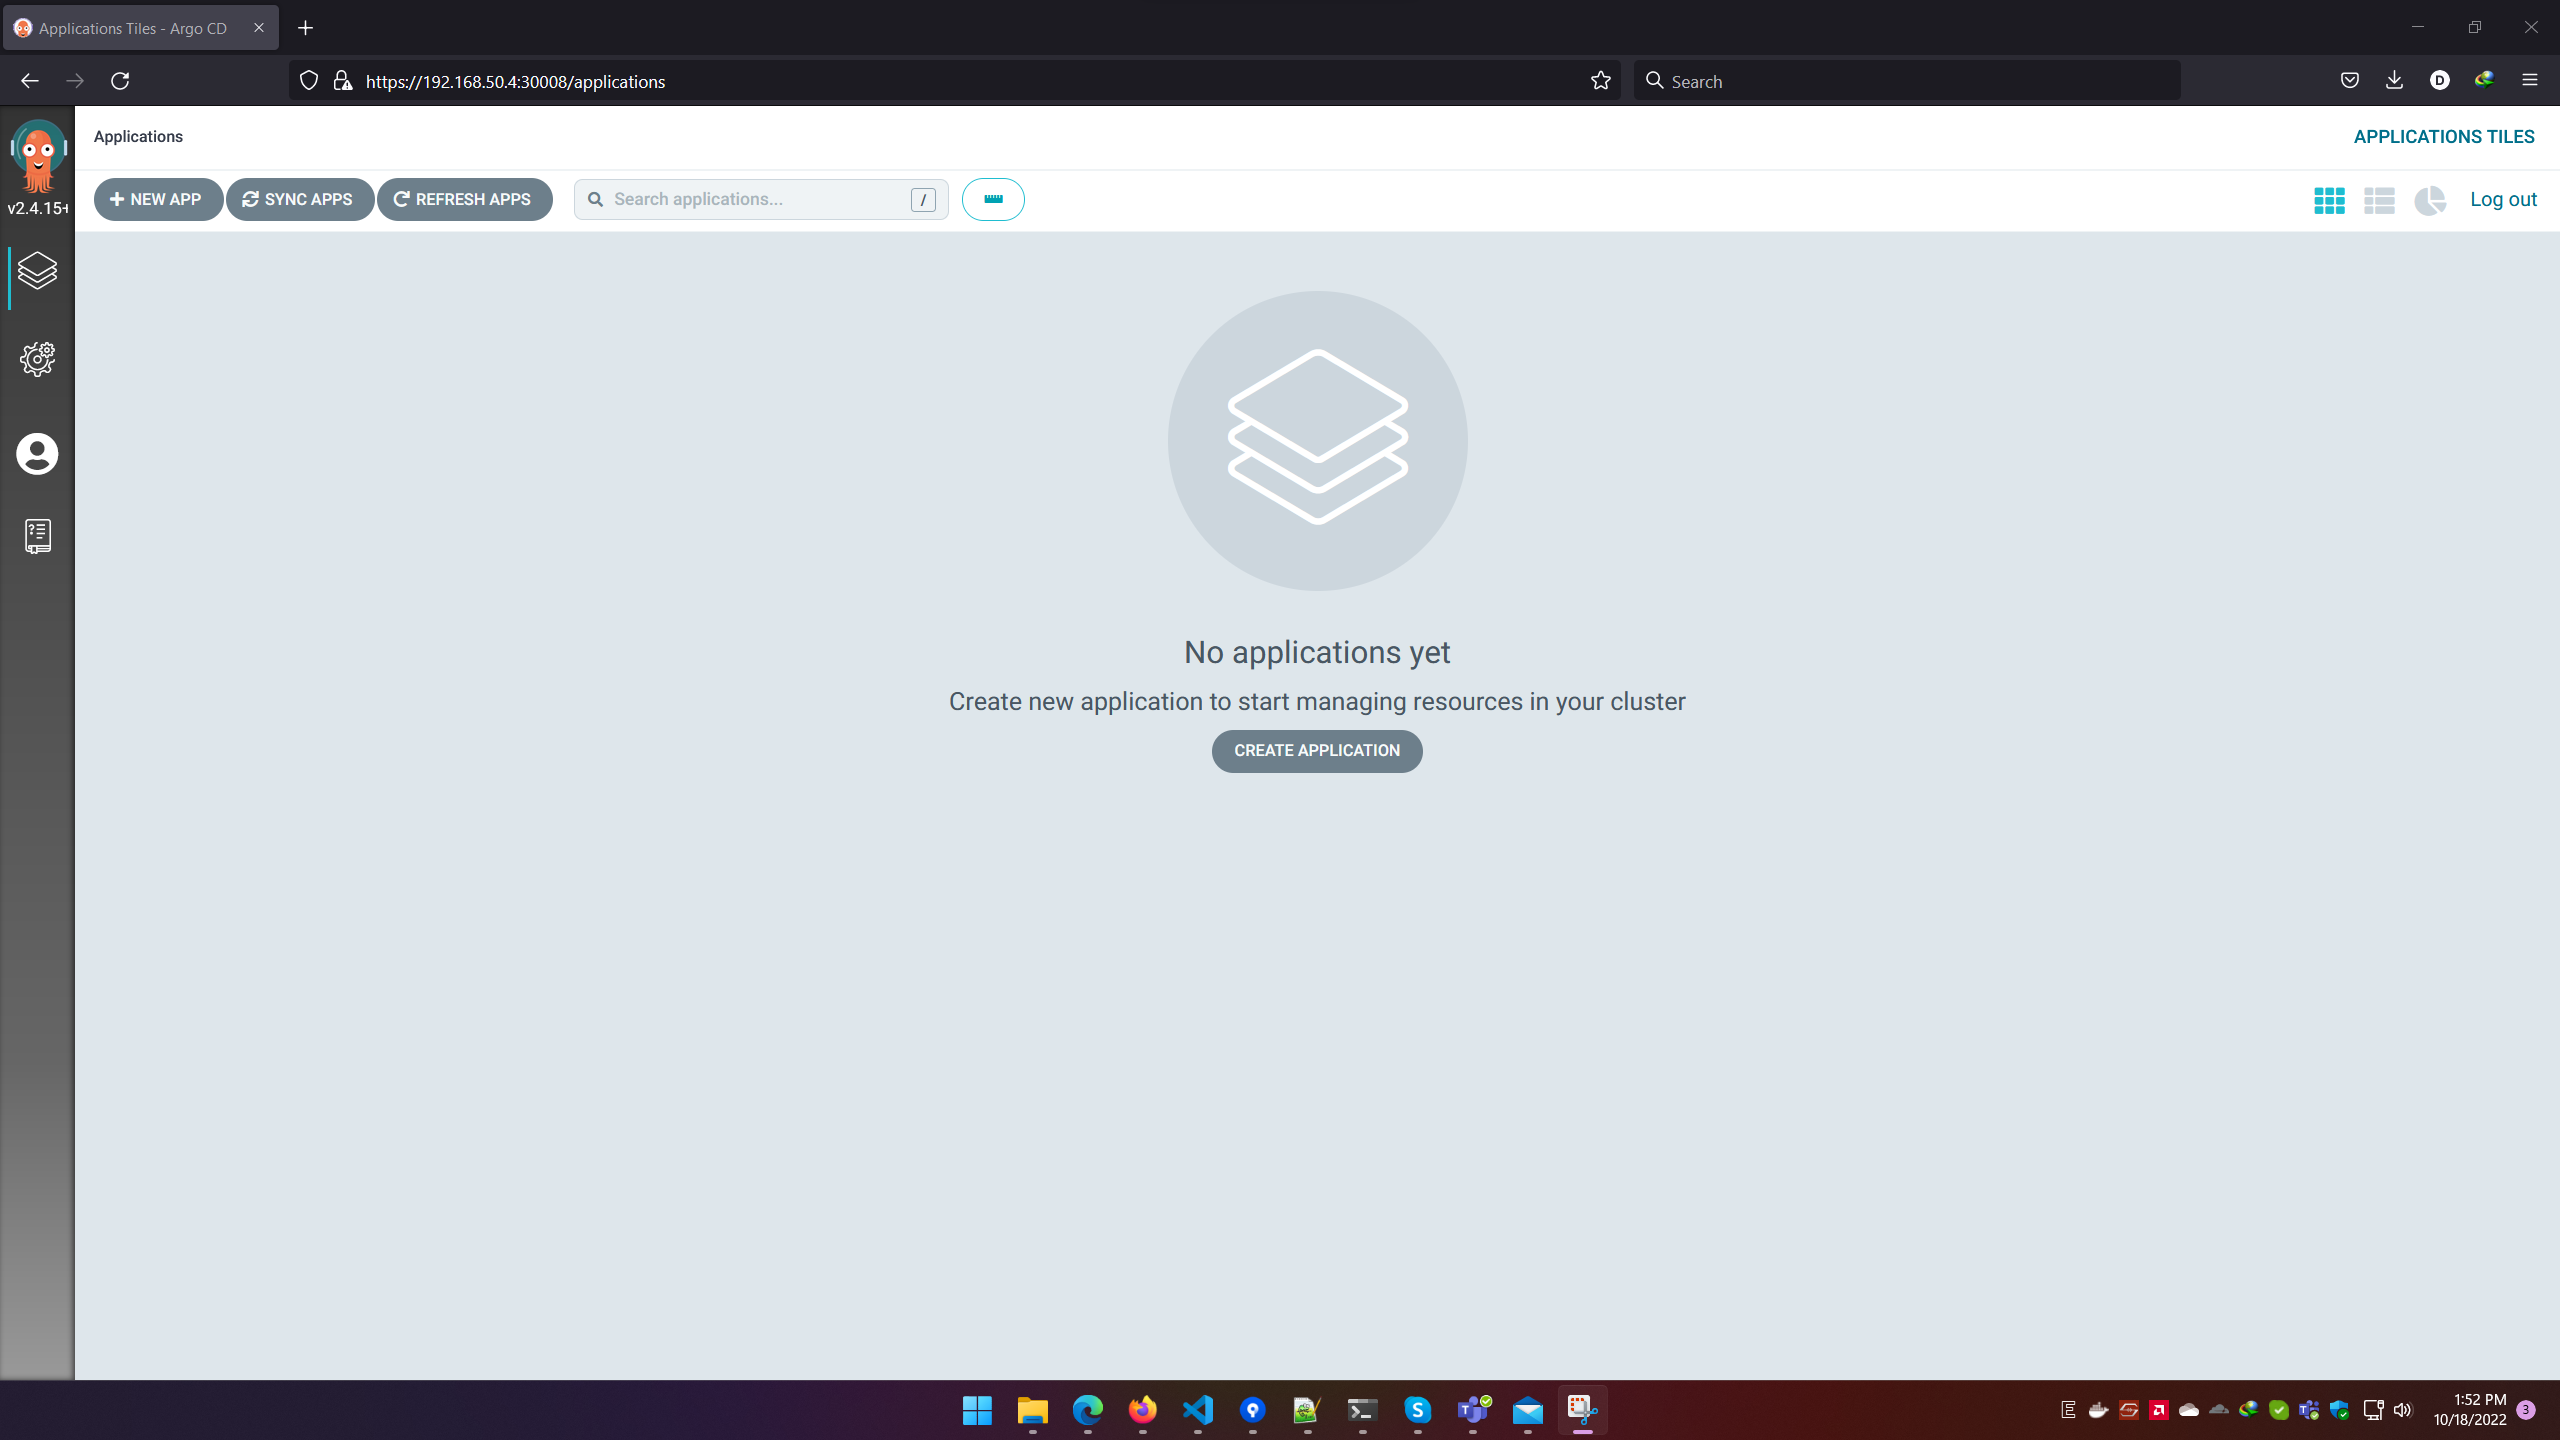 Applications Tiles - Argo CD
https://192.168.50.4:30008/applications
Search
Applications
APPLICATIONS TILES
v2.4.15+
NEW APP
SYNC APPS
REFRESH APPS
Search applications...
/
Log out
No applications yet
Create new application to start managing resources in your cluster
CREATE APPLICATION
1:52 PM
10/18/2022
3